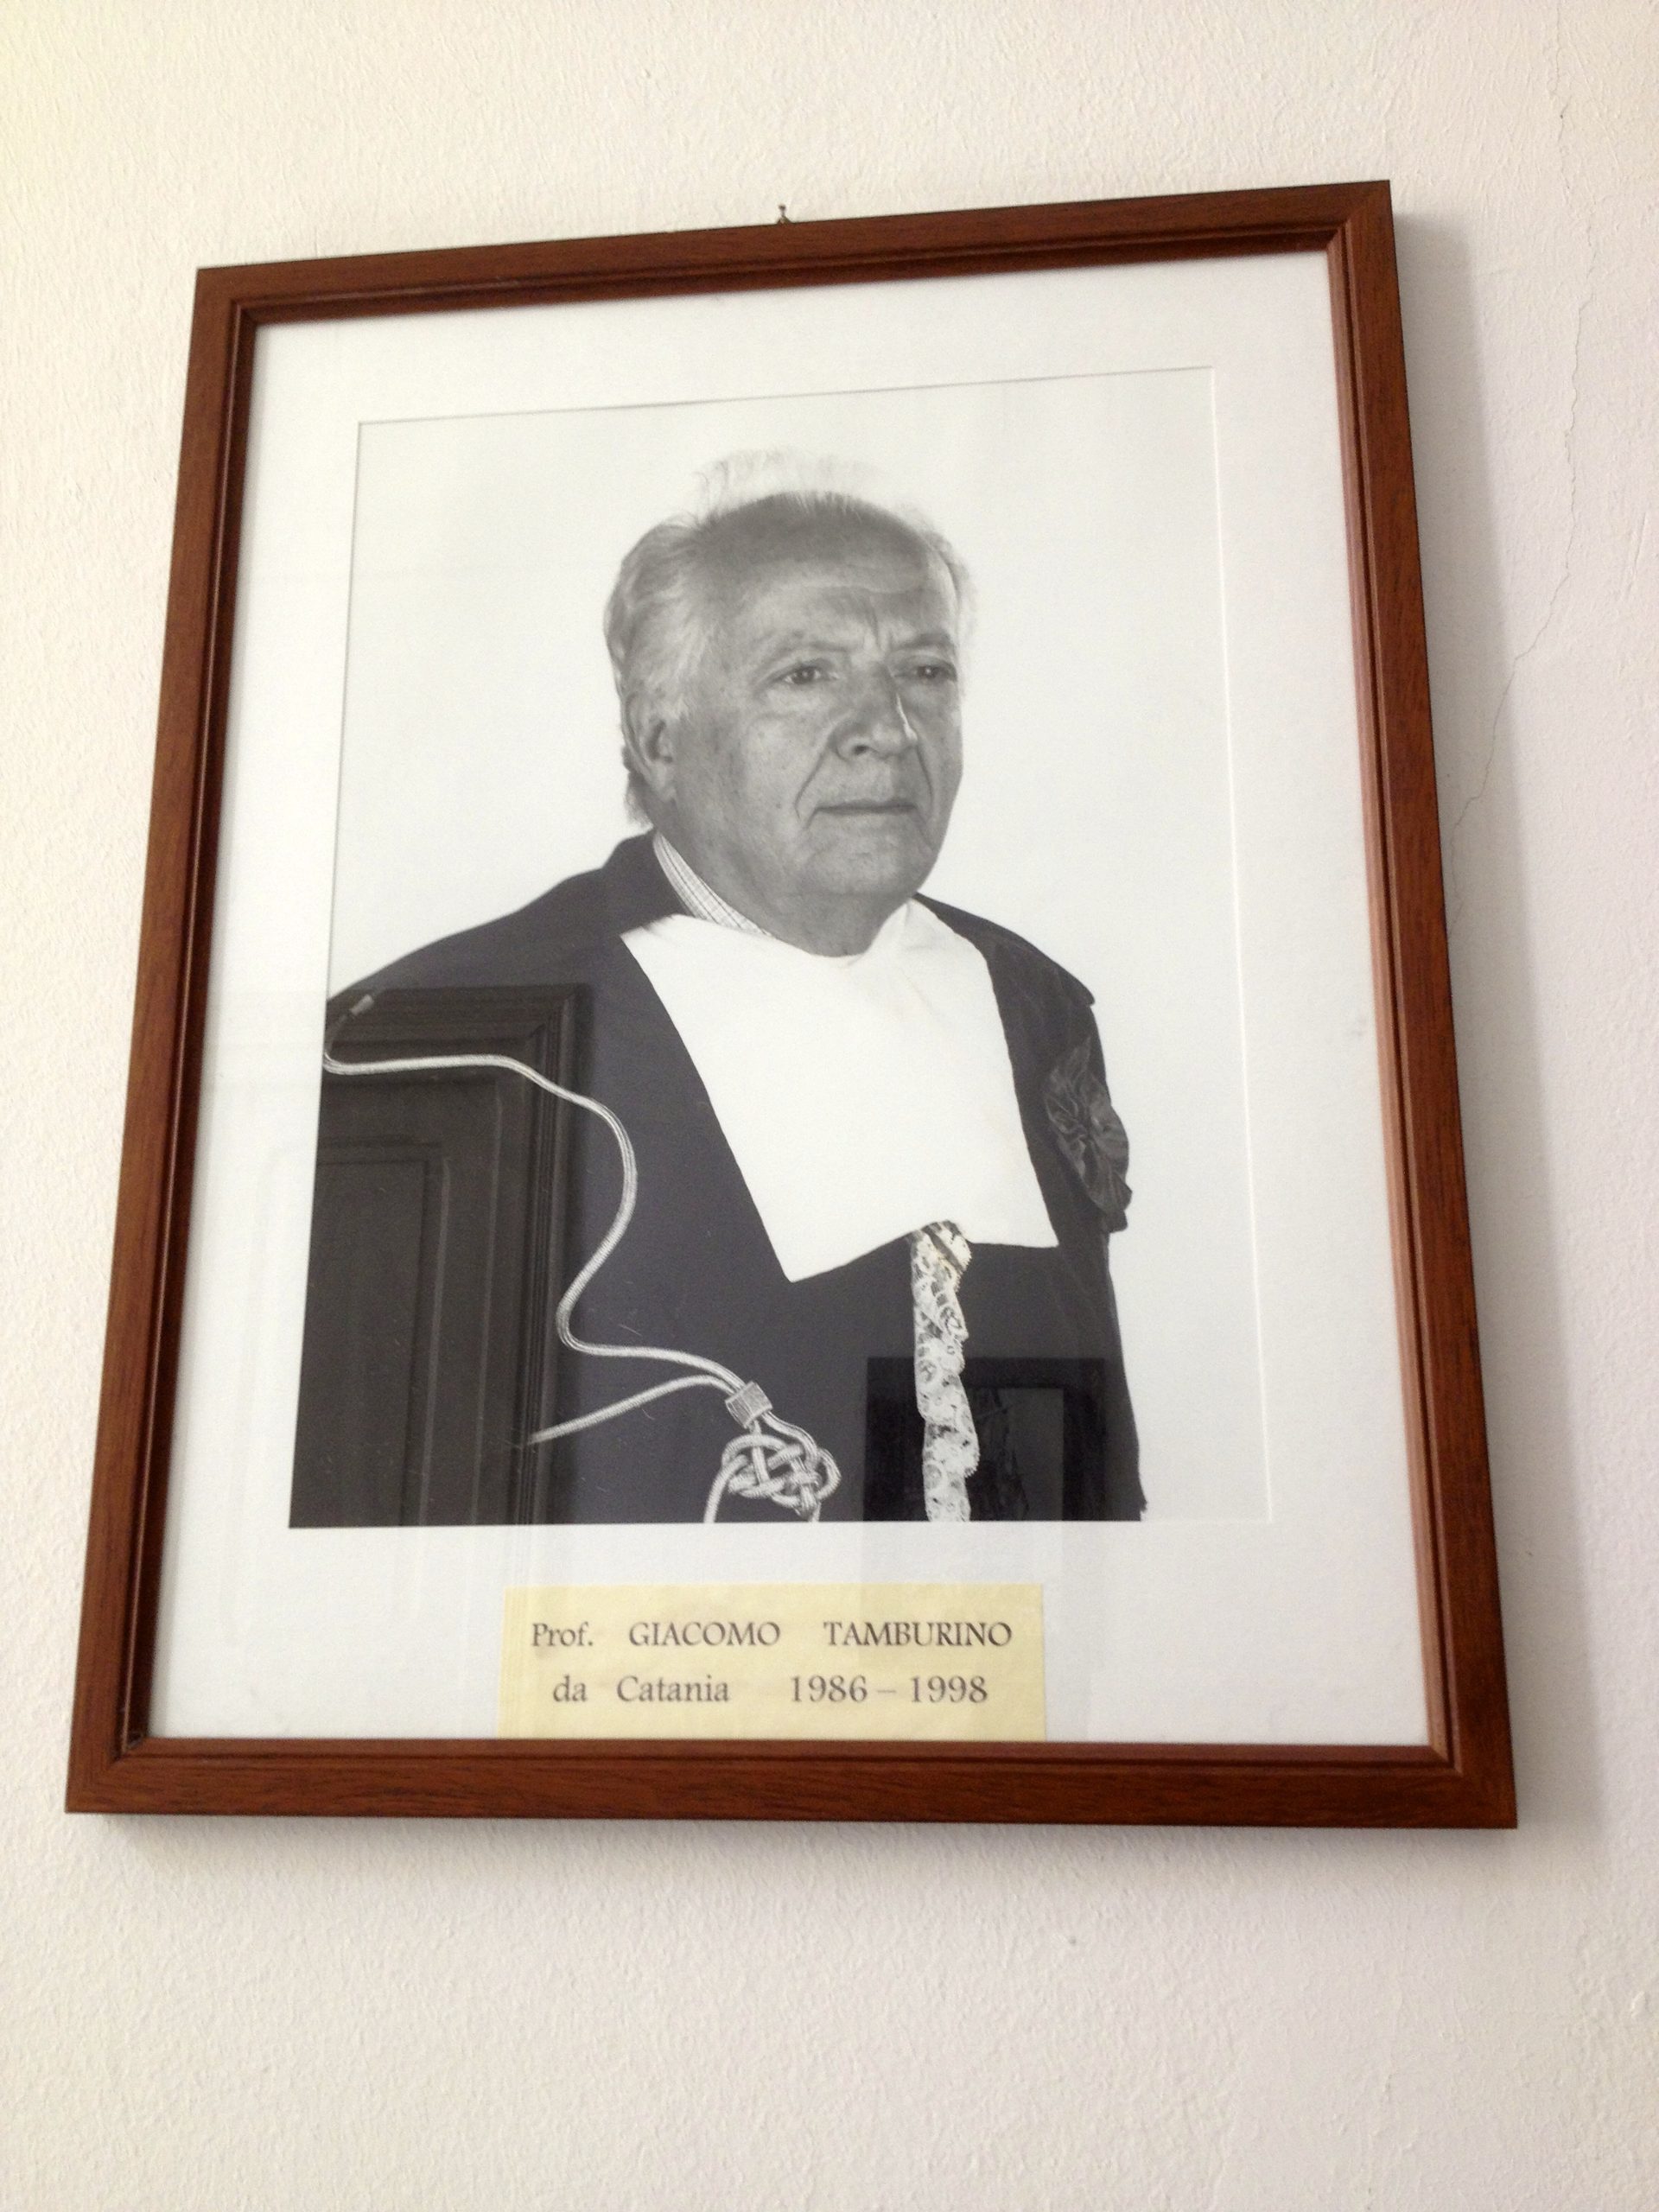 Prof. GIACOMO TAMBURINO
da Catania 1986 – 1998